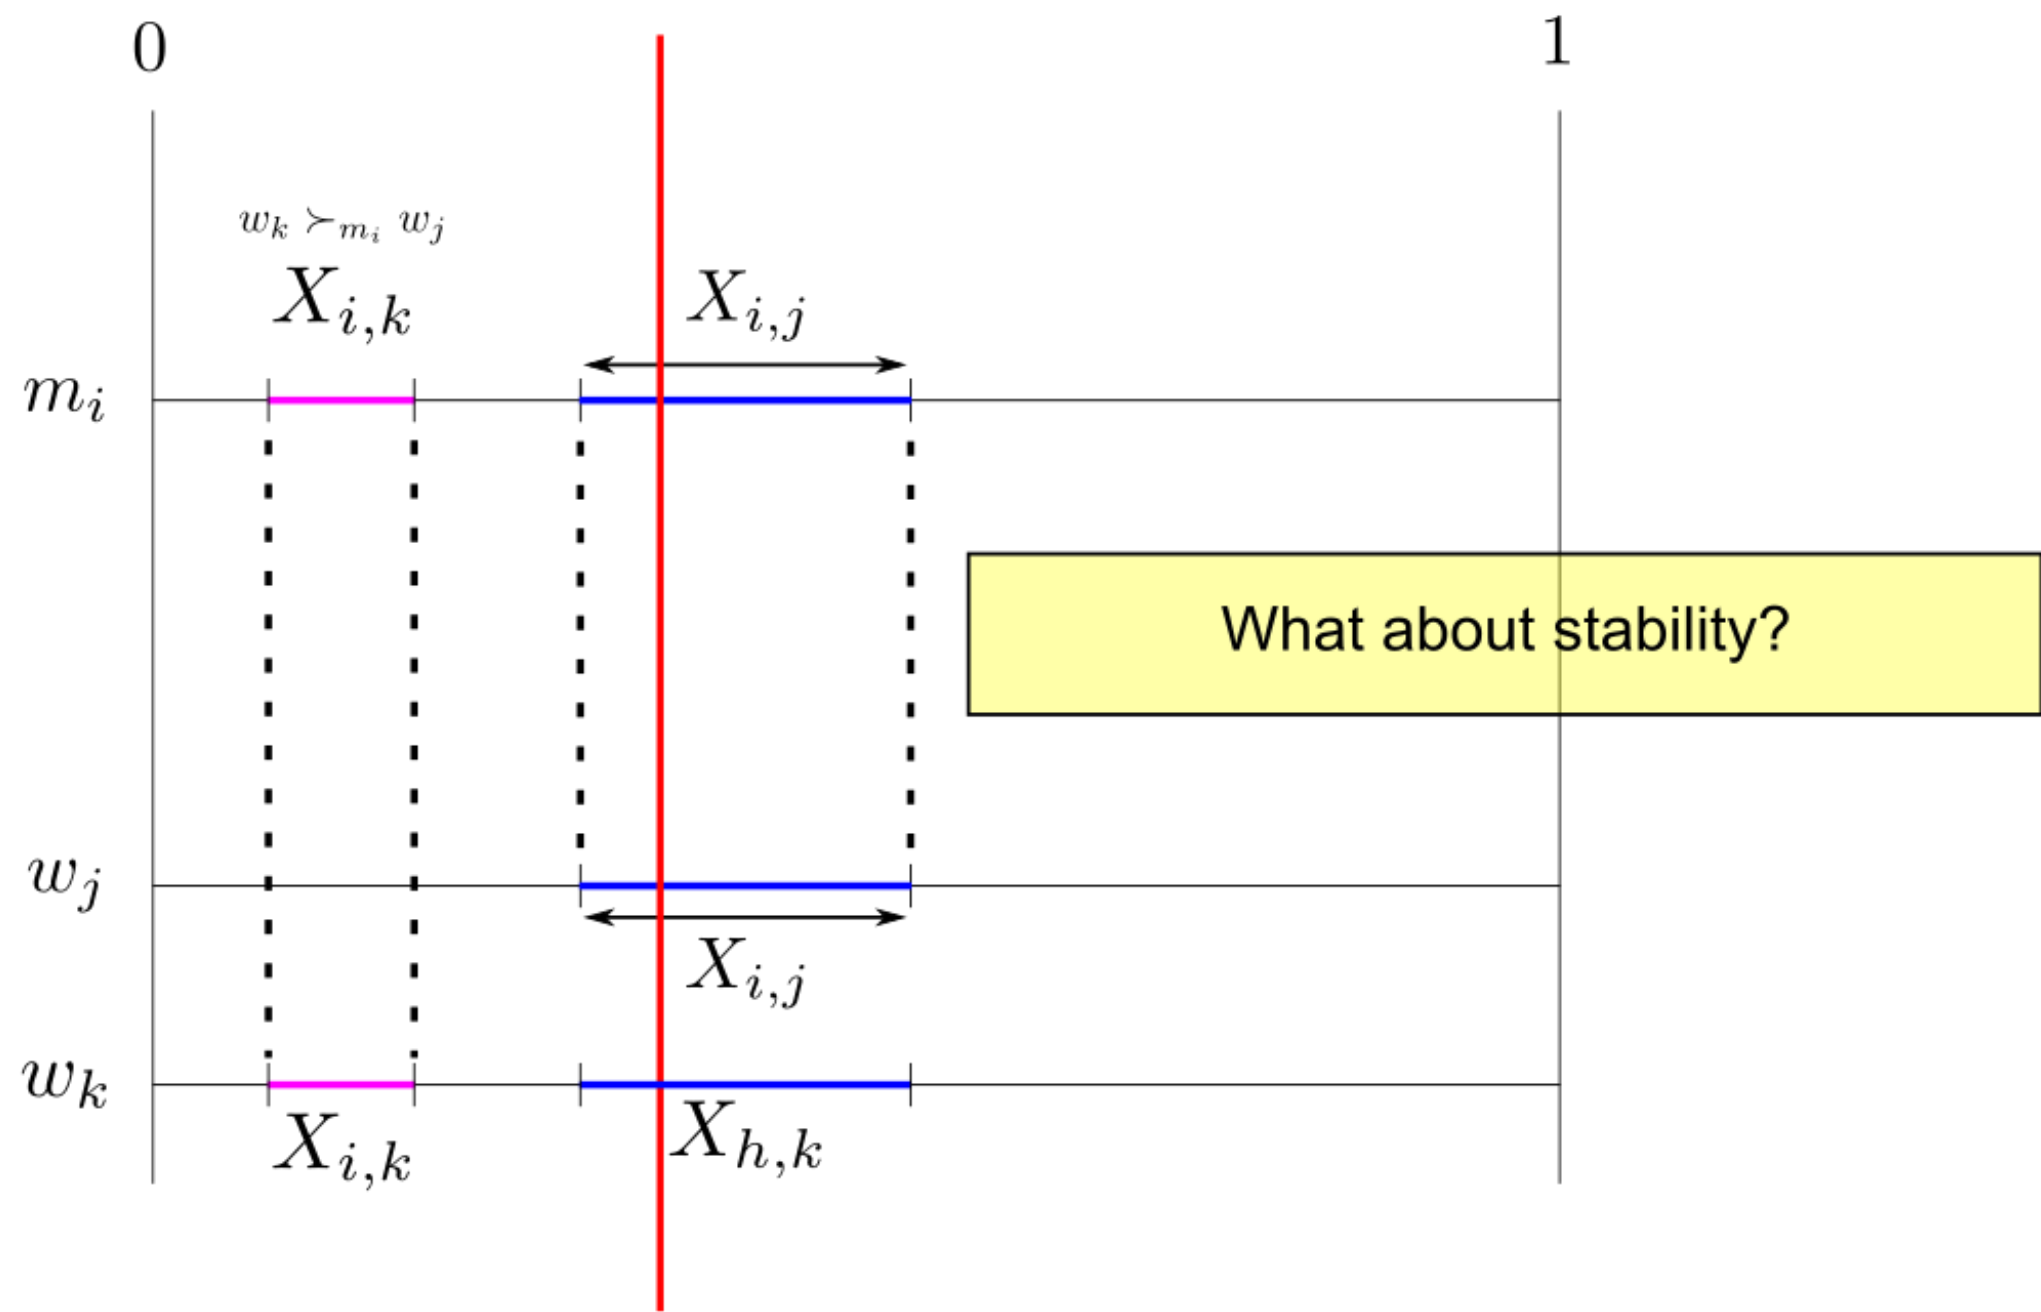 0
1
w_k ≻_{m_i} w_j
X_{i,k}
X_{i,j}
m_i
What about stability?
w_j
X_{i,j}
w_k
X_{i,k}
X_{h,k}